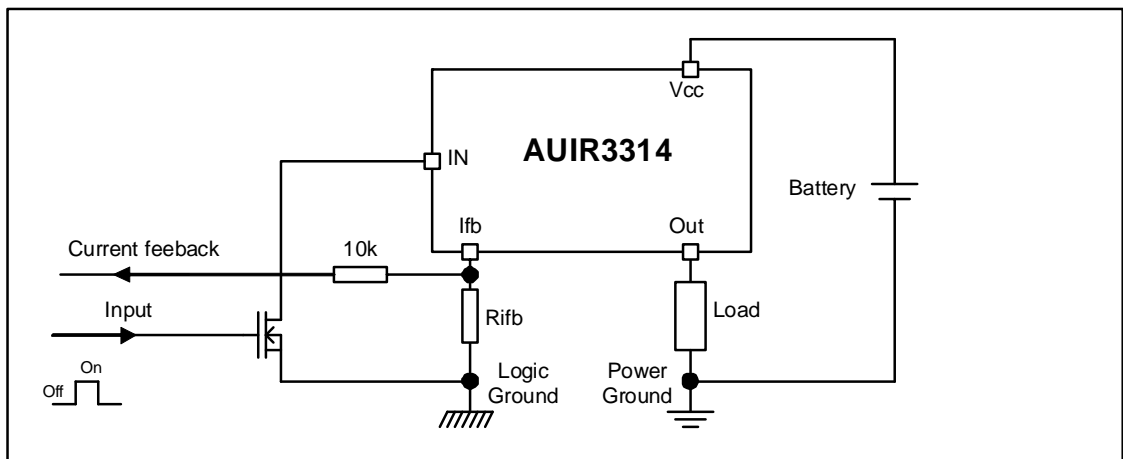 Vcc
AUIR3314
IN
Battery
Ifb
Out
Current feeback
10k
Input
Rifb
Load
On
Off
Logic
Ground
Power
Ground